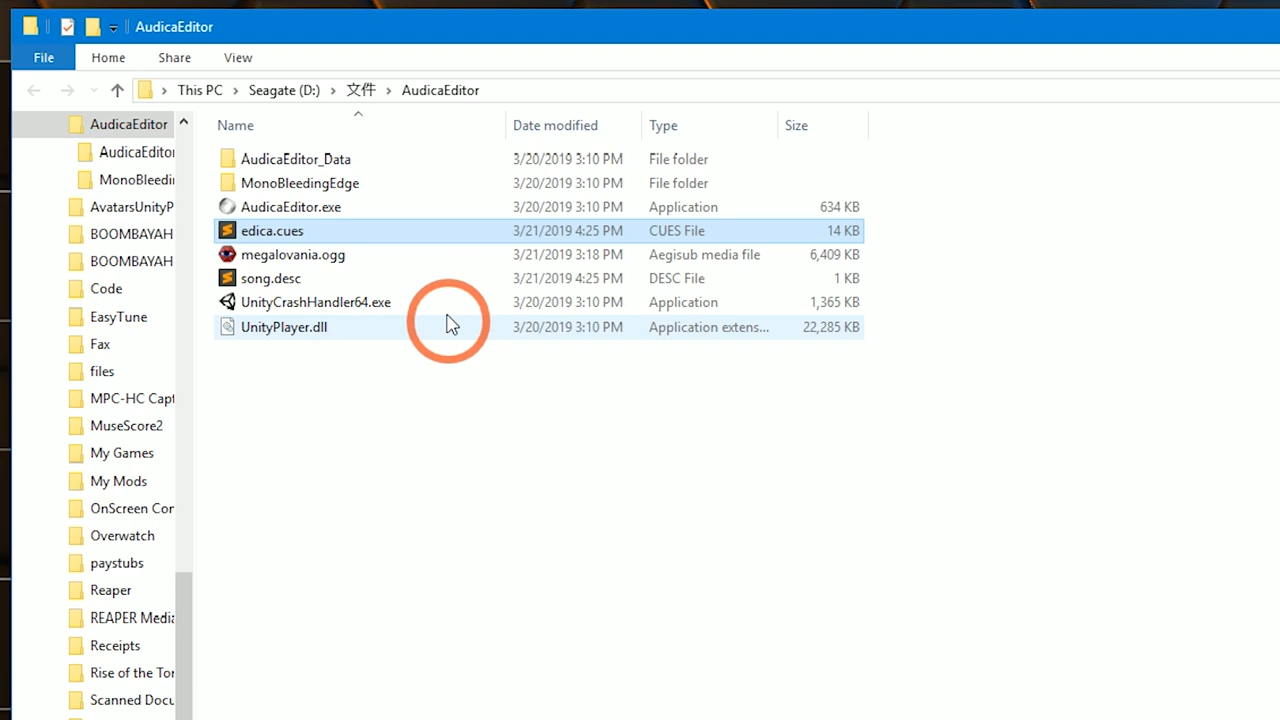 AudicaEditor
File Home Share View
This PC > Seagate (D:) > 文件 > AudicaEditor
Name Date modified Type Size
AudicaEditor_Data 3/20/2019 3:10 PM File folder
MonoBleedingEdge 3/20/2019 3:10 PM File folder
AudicaEditor.exe 3/20/2019 3:10 PM Application 634 KB
edica.cues 3/21/2019 4:25 PM CUES File 14 KB
megalovania.ogg 3/21/2019 3:18 PM Aegisub media file 6,409 KB
song.desc 3/21/2019 4:25 PM DESC File 1 KB
UnityCrashHandler64.exe 3/20/2019 3:10 PM Application 1,365 KB
UnityPlayer.dll 3/20/2019 3:10 PM Application extens... 22,285 KB
AudicaEditor
AudicaEditor
MonoBleedin
AvatarsUnityP
BOOMBAYAH
BOOMBAYAH
Code
EasyTune
Fax
files
MPC-HC Capt
MuseScore2
My Games
My Mods
OnScreen Con
Overwatch
paystubs
Reaper
REAPER Media
Receipts
Rise of the Tor
Scanned Docu